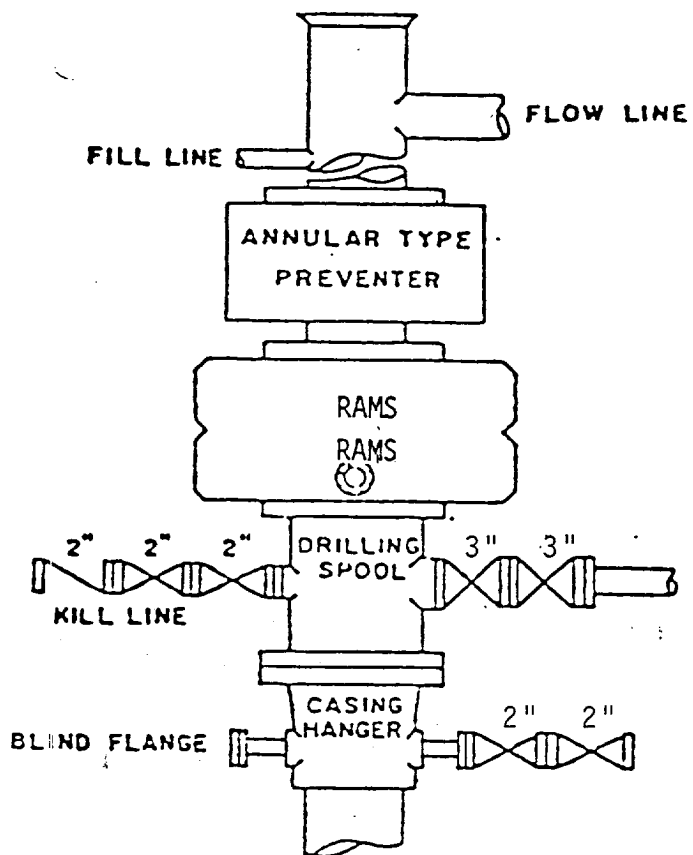 FLOW LINE
FILL LINE
ANNULAR TYPE
PREVENTER
RAMS
RAMS
2" 2" 2"
DRILLING
SPOOL
3" 3"
KILL LINE
CASING
HANGER
2" 2"
BLIND FLANGE